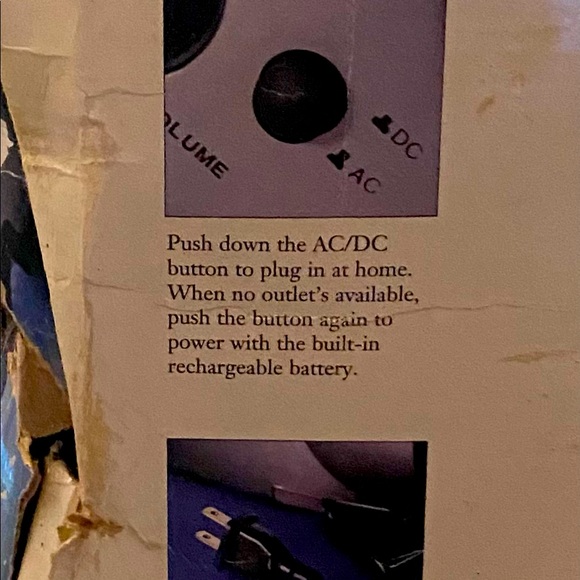 OLUME
DC
AC
Push down the AC/DC
button to plug in at home.
When no outlet's available,
push the button again to
power with the built-in
rechargeable battery.